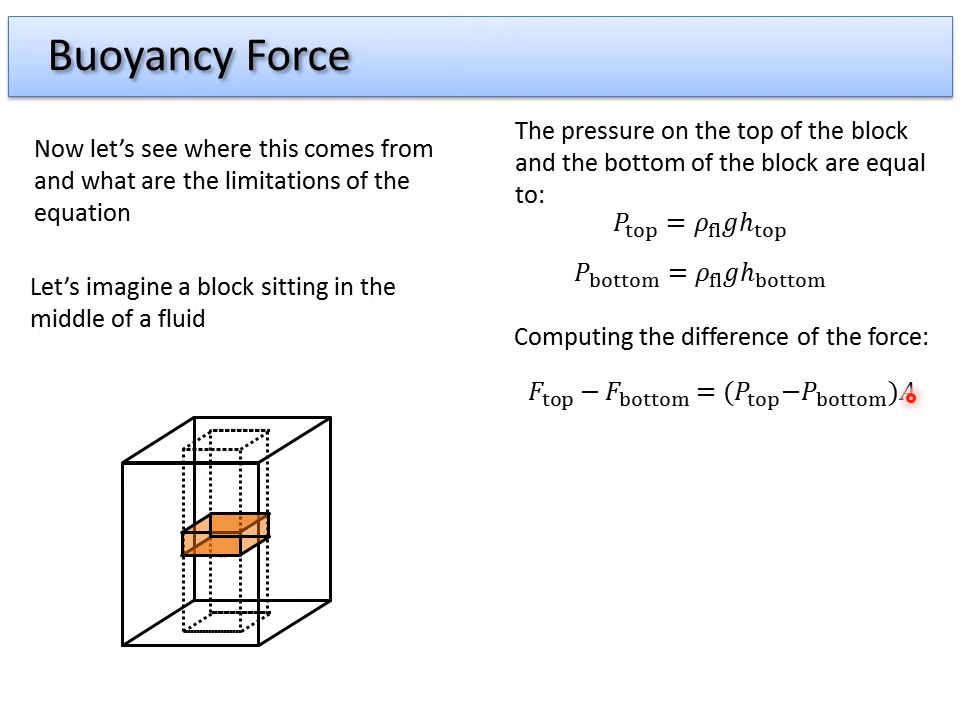 Buoyancy Force
Now let’s see where this comes from
and what are the limitations of the
equation
Let’s imagine a block sitting in the
middle of a fluid
The pressure on the top of the block
and the bottom of the block are equal
to:
P_top = ρ_fl g h_top
P_bottom = ρ_fl g h_bottom
Computing the difference of the force:
F_top − F_bottom = (P_top−P_bottom)A